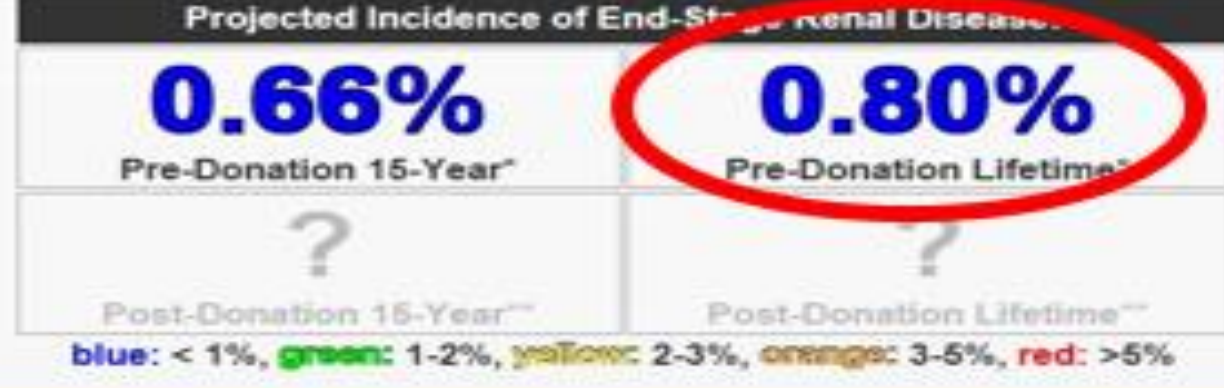 Projected Incidence of End-Stage Renal Disease
0.66% 0.80%
Pre-Donation 15-Year* Pre-Donation Lifetime*
? ?
Post-Donation 15-Year** Post-Donation Lifetime**
blue: < 1%, green: 1-2%, yellow: 2-3%, orange: 3-5%, red: >5%